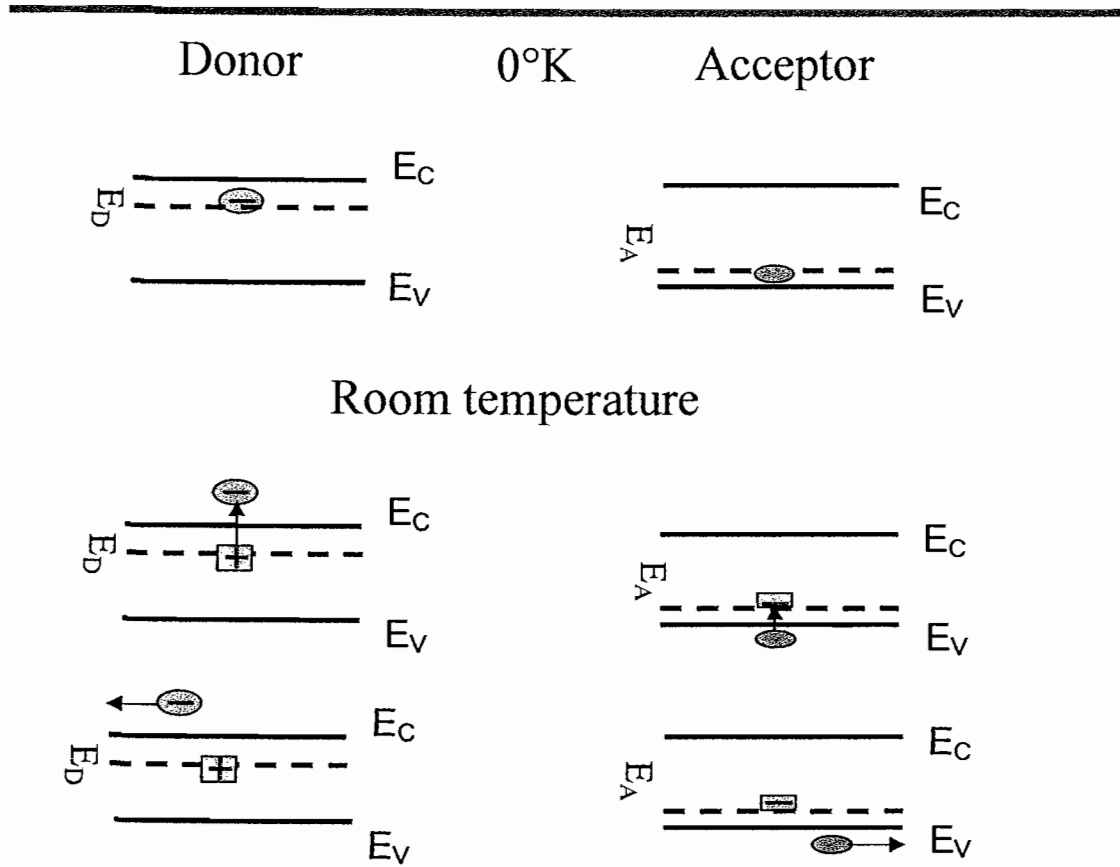 Donor 0°K Acceptor
E_C
E_D
E_V
E_C
E_A
E_V
Room temperature
E_C
E_D
E_V
E_C
E_A
E_V
E_C
E_D
E_V
E_C
E_A
E_V